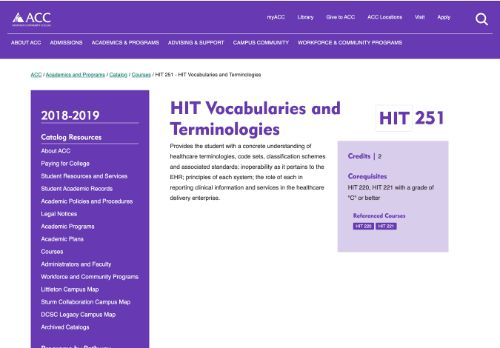 ACC
myACC Library Give to ACC ACC Locations Visit Apply
ABOUT ACC ADMISSIONS ACADEMICS & PROGRAMS ADVISING & SUPPORT CAMPUS COMMUNITY WORKFORCE & COMMUNITY PROGRAMS
ACC / Academics and Programs / Catalog / Courses / HIT 251 - HIT Vocabularies and Terminologies
2018-2019
Catalog Resources
About ACC
Paying for College
Student Resources and Services
Student Academic Records
Academic Policies and Procedures
Legal Notices
Academic Programs
Academic Plans
Courses
Administrators and Faculty
Workforce and Community Programs
Littleton Campus Map
Sturm Collaboration Campus Map
DCSC Legacy Campus Map
Archived Catalogs
HIT Vocabularies and
Terminologies
Provides the student with a concrete understanding of
healthcare terminologies, code sets, classification schemes
and associated standards; inoperability as it pertains to the
EHR; principles of each system; the role of each in
reporting clinical information and services in the healthcare
delivery enterprise.
HIT 251
Credits | 2
Corequisites
HIT 220, HIT 221 with a grade of
"C" or better
Referenced Courses
HIT 220 HIT 221